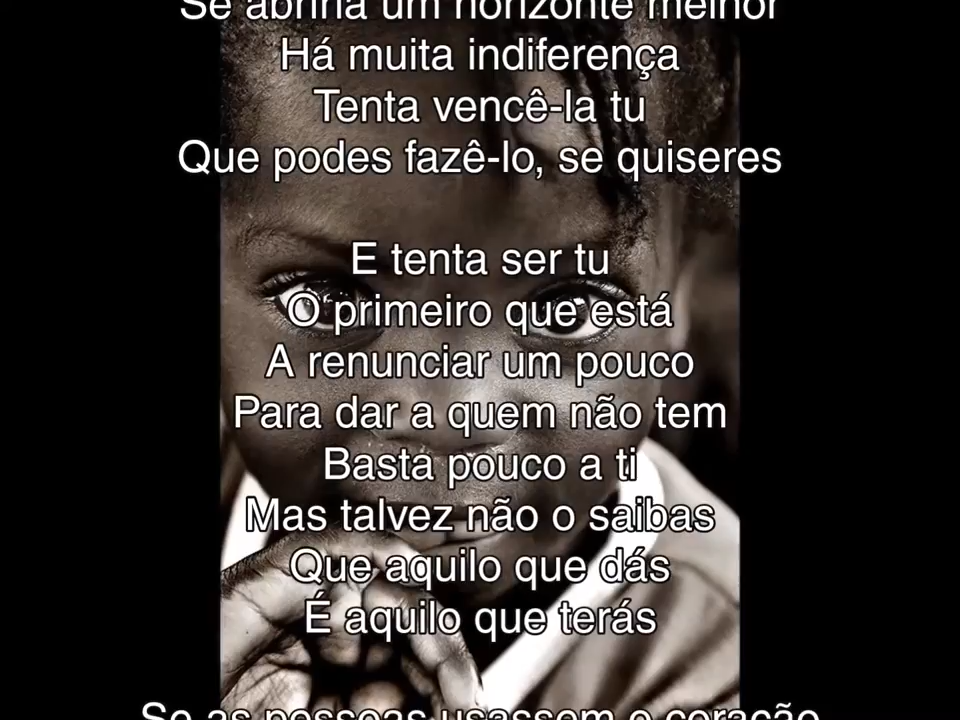 Se abriria um horizonte melhor
Há muita indiferença
Tenta vencê-la tu
Que podes fazê-lo, se quiseres
E tenta ser tu
O primeiro que está
A renunciar um pouco
Para dar a quem não tem
Basta pouco a ti
Mas talvez não o saibas
Que aquilo que dás
É aquilo que terás
Se as pessoas usassem o coração